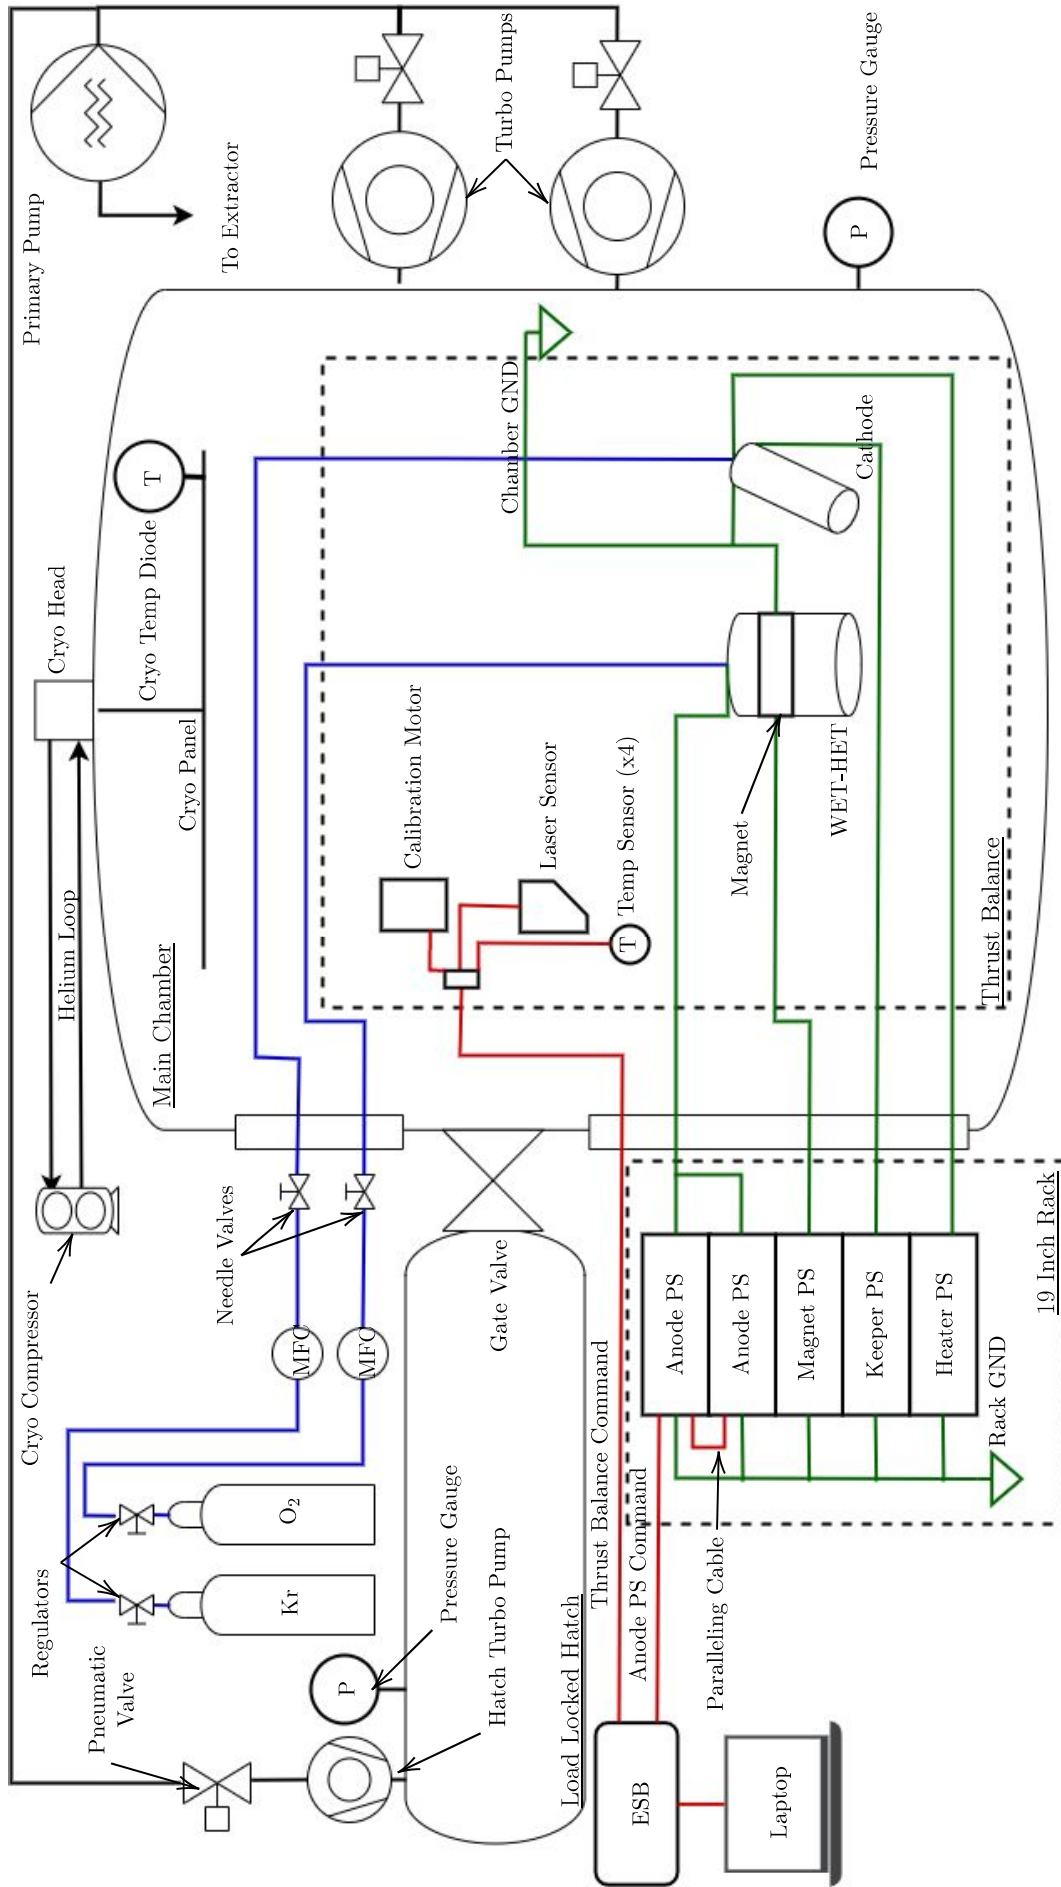 Primary Pump
To Extractor
Turbo Pumps
Pressure Gauge
P
Cryo Head
Cryo Temp Diode
T
Cryo Panel
Helium Loop
Main Chamber
Cryo Compressor
Chamber GND
Cathode
Calibration Motor
Laser Sensor
Temp Sensor (x4)
T
Magnet
WET-HET
Thrust Balance
Needle Valves
MFC
MFC
Gate Valve
Regulators
O2
Kr
Pneumatic
Valve
P
Pressure Gauge
Hatch Turbo Pump
Load Locked Hatch
Thrust Balance Command
Anode PS Command
Paralleling Cable
Anode PS
Anode PS
Magnet PS
Keeper PS
Heater PS
Rack GND
19 Inch Rack
ESB
Laptop